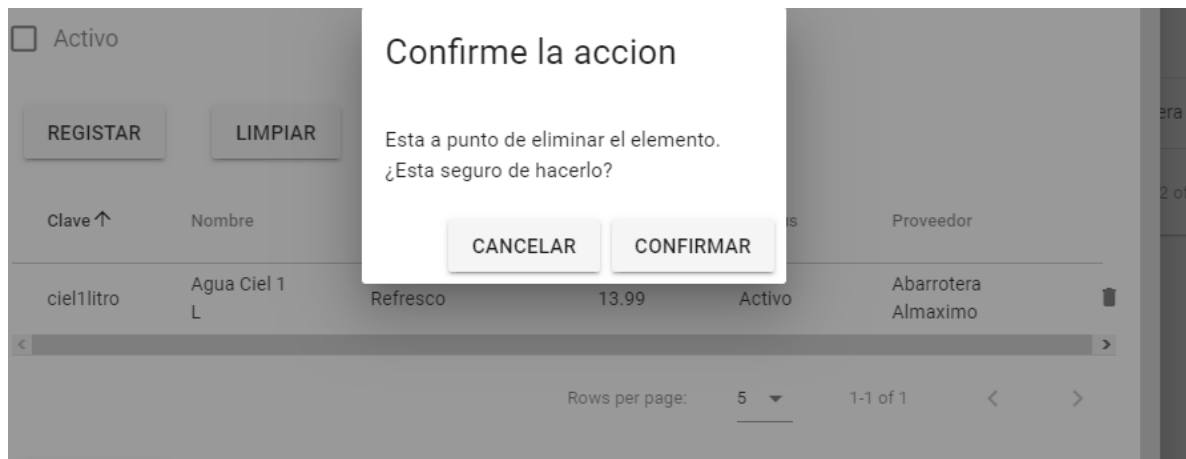 Activo
Confirme la accion
REGISTAR
LIMPIAR
Esta a punto de eliminar el elemento.
¿Esta seguro de hacerlo?
Clave
Nombre
Proveedor
CANCELAR
CONFIRMAR
ciel1litro
Agua Ciel 1
L
Refresco
13.99
Activo
Abarrotera
Almaximo
Rows per page:
5
1-1 of 1